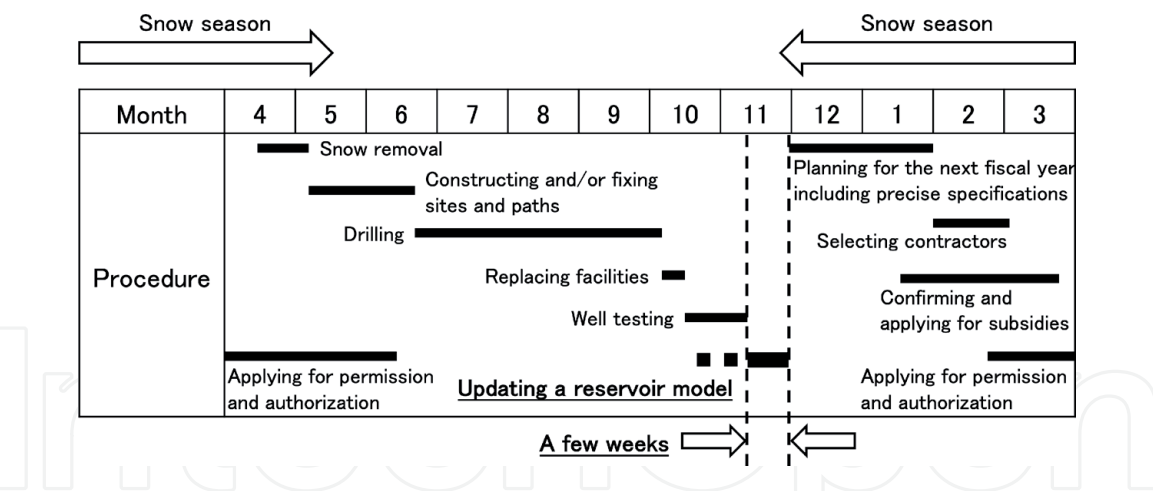 Snow season
Snow season
Month 4 5 6 7 8 9 10 11 12 1 2 3
Procedure
Snow removal
Constructing and/or fixing
sites and paths
Drilling
Replacing facilities
Well testing
Applying for permission
and authorization
Updating a reservoir model
Planning for the next fiscal year
including precise specifications
Selecting contractors
Confirming and
applying for subsidies
Applying for permission
and authorization
A few weeks
IntechOpen